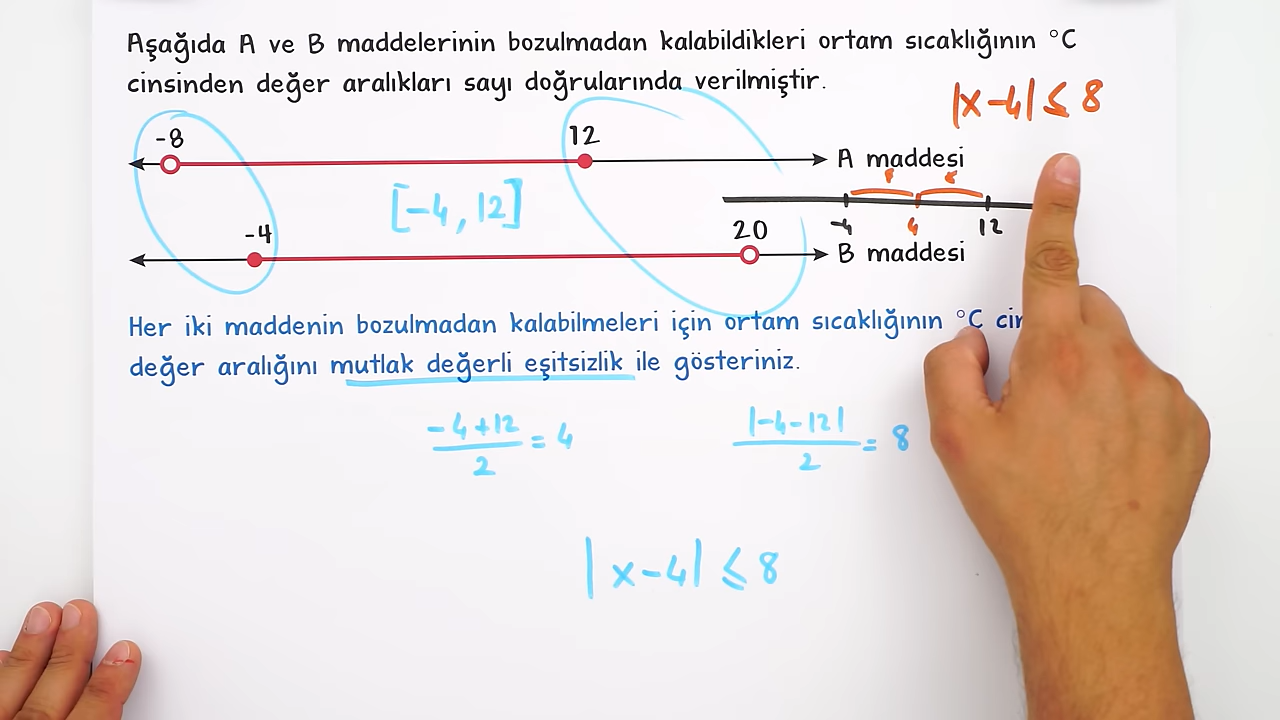 Aşağıda A ve B maddelerinin bozulmadan kalabildikleri ortam sıcaklığının °C
cinsinden değer aralıkları sayı doğrularında verilmiştir.
|x-4| ≤ 8
-8 12 A maddesi
[-4, 12]
-4 4 12
-4 20 B maddesi
Her iki maddenin bozulmadan kalabilmeleri için ortam sıcaklığının °C
değer aralığını mutlak değerli eşitsizlik ile gösteriniz.
-4+12/2 = 4 |-4-12|/2 = 8
|x-4| ≤ 8